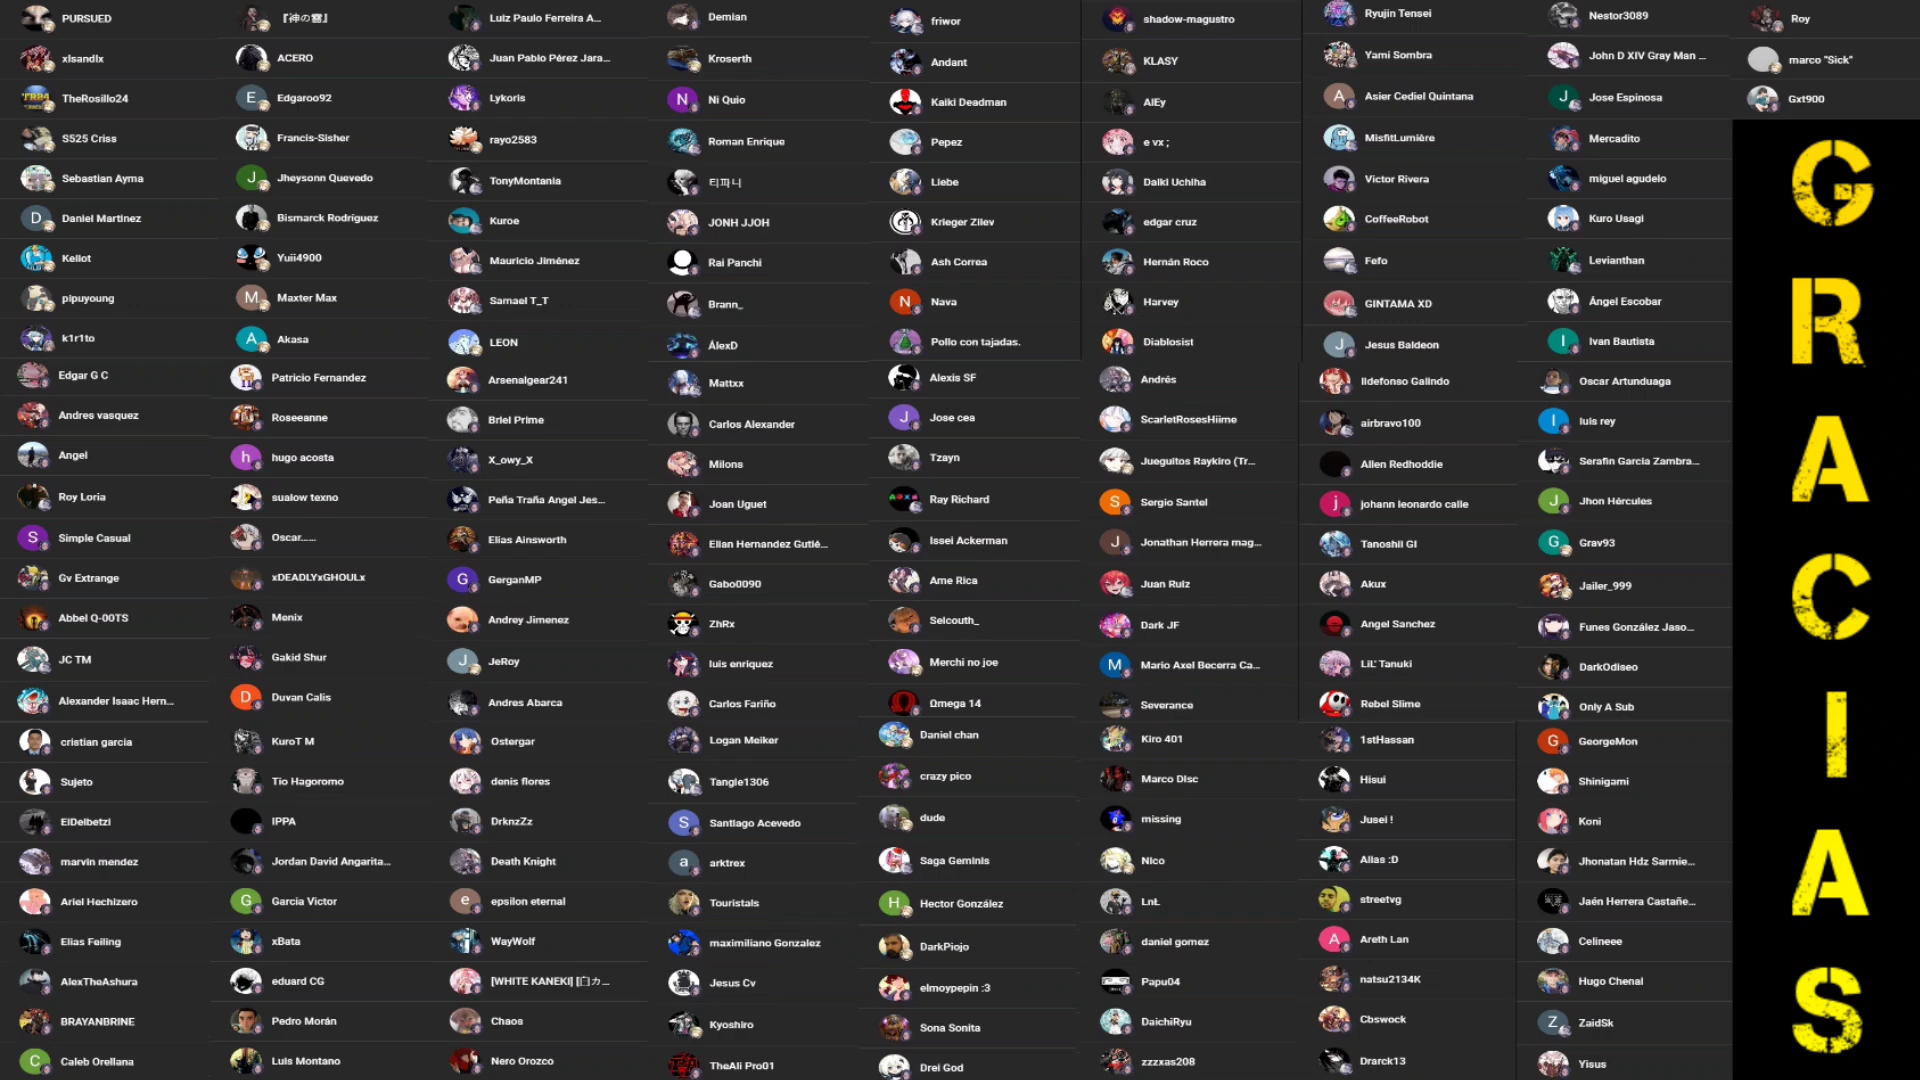 PURSUED
xlsandlx
TheRosillo24
S525 Criss
Sebastian Ayma
Daniel Martinez
Kellot
pipuyoung
k1r1to
Edgar G C
Andres vasquez
Angel
Roy Loria
Simple Casual
Gv Extrange
Abbel Q-00TS
JC TM
Alexander Isaac Hern...
cristian garcia
Sujeto
ElDelbetzi
marvin mendez
Ariel Hechizero
Elias Feiling
AlexTheAshura
BRAYANBRINE
Caleb Orellana
『神の雷』
ACERO
Edgaroo92
Francis-Sisher
Jheysonn Quevedo
Bismarck Rodríguez
Yuii4900
Maxter Max
Akasa
Patricio Fernandez
Roseeanne
hugo acosta
sualow texno
Oscar......
xDEADLYxGHOULx
Menix
Gakid Shur
Duvan Calis
KuroT M
Tio Hagoromo
IPPA
Jordan David Angarita...
Garcia Victor
xBata
eduard CG
Pedro Morán
Luis Montano
Luiz Paulo Ferreira A...
Juan Pablo Pérez Jara...
Lykoris
rayo2583
TonyMontania
Kuroe
Mauricio Jiménez
Samael T_T
LEON
Arsenalgear241
Briel Prime
X_owy_X
Peña Traña Angel Jes...
Elias Ainsworth
GerganMP
Andrey Jimenez
JeRoy
Andres Abarca
Ostergar
denis flores
DrknzZz
Death Knight
epsilon eternal
WayWolf
[WHITE KANEKI] [白カ...
Chaos
Nero Orozco
Demian
Kroserth
Ni Quio
Roman Enrique
티파니
JONH JJOH
Rai Panchi
Brann_
ÁlexD
Mattxx
Carlos Alexander
Milons
Joan Uguet
Elian Hernandez Gutié...
Gabo0090
ZhRx
luis enriquez
Carlos Fariño
Logan Meiker
Tangle1306
Santiago Acevedo
arktrex
Touristals
maximiliano Gonzalez
Jesus Cv
Kyoshiro
TheAli Pro01
friwor
Andant
Kaiki Deadman
Pepez
Liebe
Krieger Zilev
Ash Correa
Nava
Pollo con tajadas.
Alexis SF
Jose cea
Tzayn
Ray Richard
Issei Ackerman
Ame Rica
Selcouth_
Merchi no joe
Ωmega 14
Daniel chan
crazy pico
dude
Saga Geminis
Hector González
DarkPiojo
elmoypepin :3
Sona Sonita
Drei God
shadow-magustro
KLASY
AlEy
e vx ;
Daiki Uchiha
edgar cruz
Hernán Roco
Harvey
Diablosist
Andrés
ScarletRosesHiime
Jueguitos Raykiro (Tr...
Sergio Santel
Jonathan Herrera mag...
Juan Ruiz
Dark JF
Mario Axel Becerra Ca...
Severance
Kiro 401
Marco Disc
missing
Nico
LnŁ
daniel gomez
Papu04
DaichiRyu
zzzxas208
Ryujin Tensei
Yami Sombra
Asier Cediel Quintana
MisfitLumière
Victor Rivera
CoffeeRobot
Fefo
GINTAMA XD
Jesus Baldeon
Ildefonso Galindo
airbravo100
Allen Redhoddie
johann leonardo calle
Tanoshii GI
Akux
Angel Sanchez
LiL' Tanuki
Rebel Slime
1stHassan
Hisui
Jusei !
Alias :D
streetvg
Areth Lan
natsu2134K
Cbswock
Drarck13
Nestor3089
John D XIV Gray Man ...
Jose Espinosa
Mercadito
miguel agudelo
Kuro Usagi
Levianthan
Ángel Escobar
Ivan Bautista
Oscar Artunduaga
luis rey
Serafin Garcia Zambra...
Jhon Hércules
Grav93
Jailer_999
Funes González Jaso...
DarkOdiseo
Only A Sub
GeorgeMon
Shinigami
Koni
Jhonatan Hdz Sarmie...
Jaén Herrera Castañe...
Celineee
Hugo Chenal
ZaidSk
Yisus
Roy
marco "Sick"
Gxt900
GRACIAS